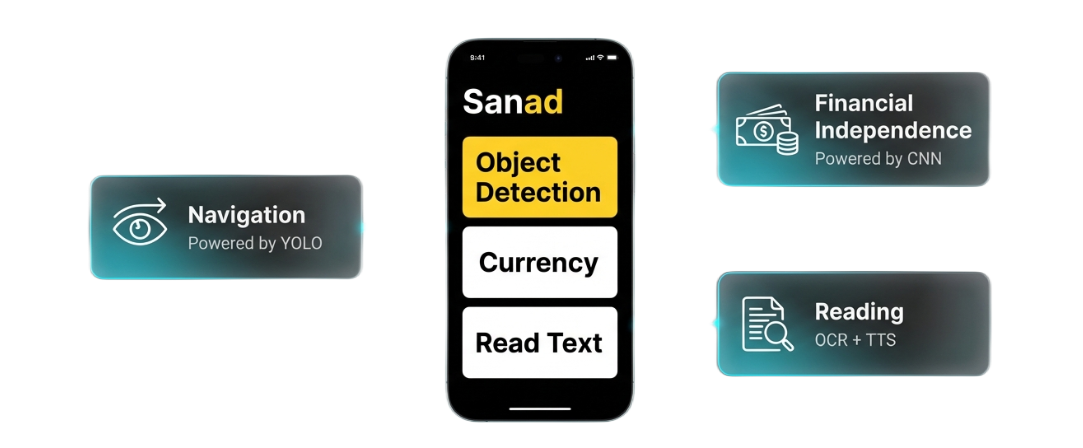 Navigation
Powered by YOLO
9:41
Sanad
Object
Detection
Currency
Read Text
Financial
Independence
Powered by CNN
Reading
OCR + TTS